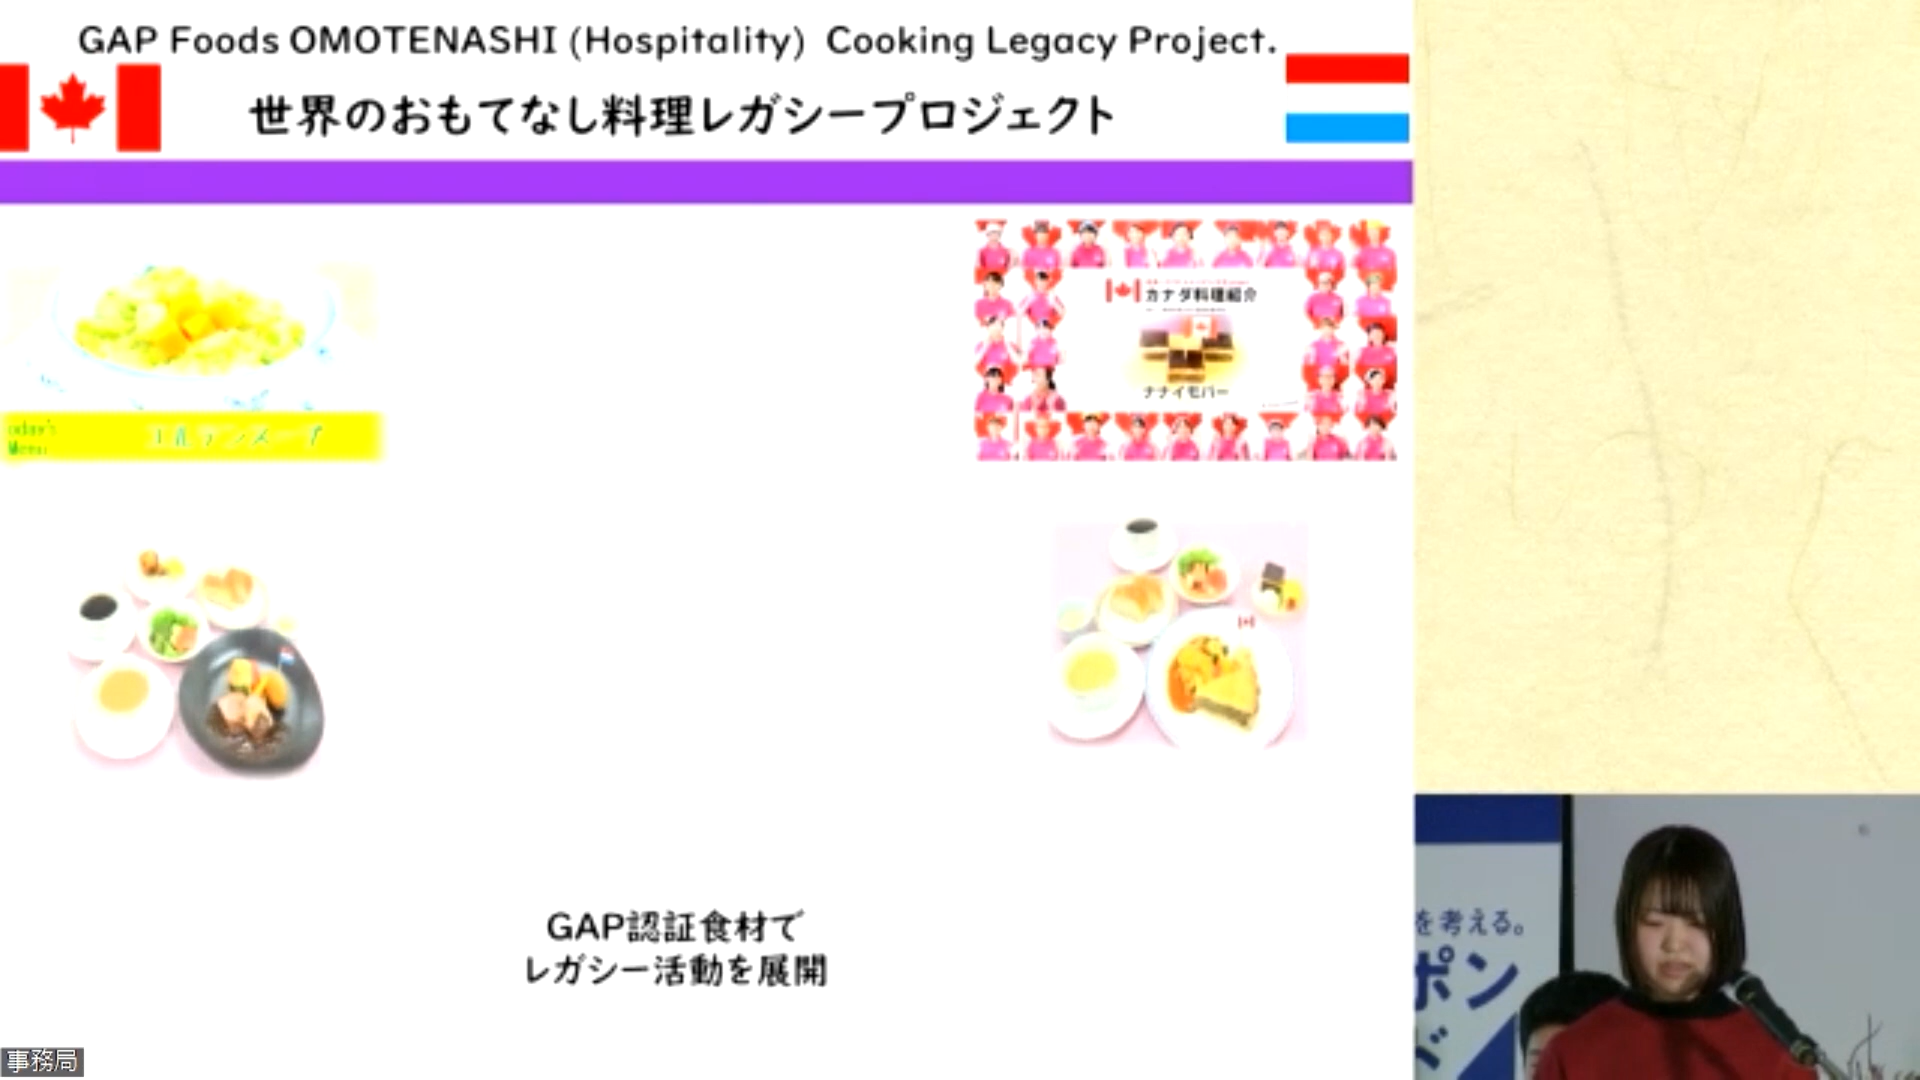 GAP Foods OMOTENASHI (Hospitality) Cooking Legacy Project.
世界のおもてなし料理レガシープロジェクト
カナダ料理紹介
ナナイモバー
Menu
GAP認証食材で
レガシー活動を展開
を考える。
ポン
ド
事務局